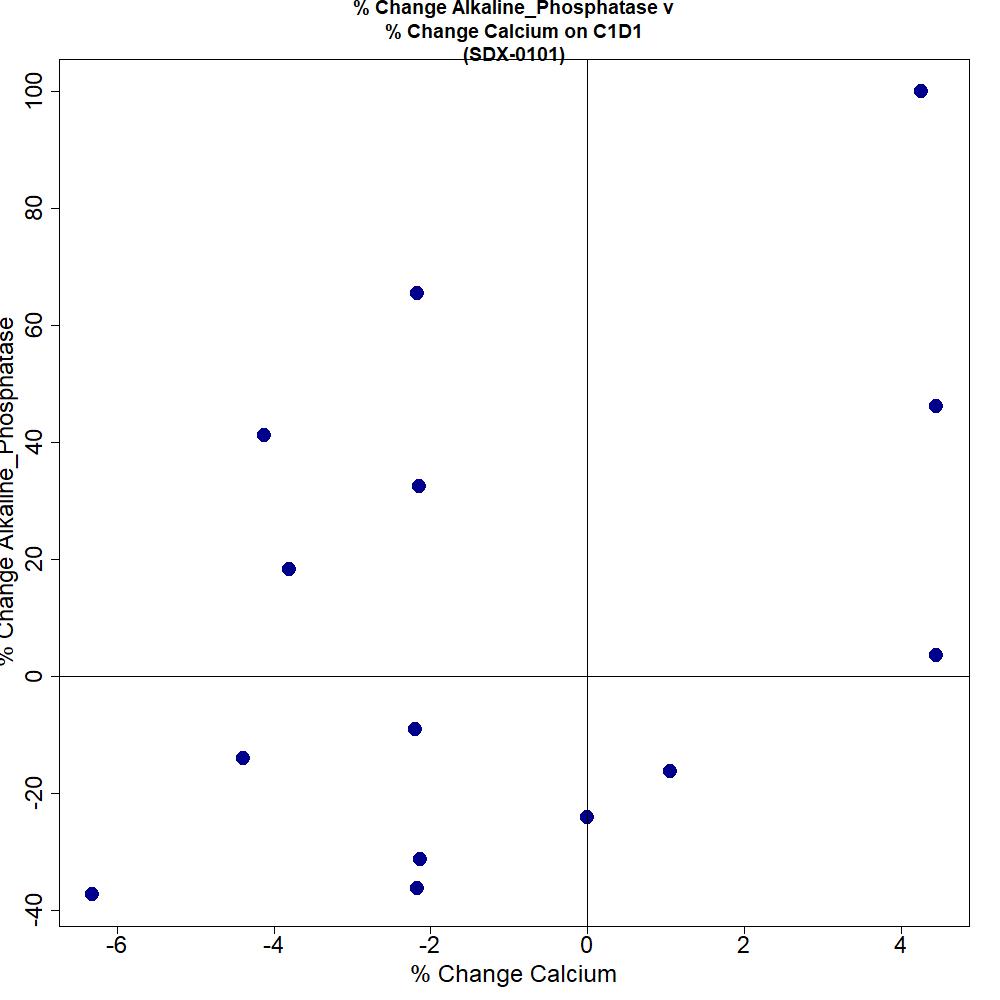 % Change Alkaline_Phosphatase v
% Change Calcium on C1D1
(SDX-0101)
% Change Alkaline_Phosphatase
100
80
60
40
20
0
-20
-40
-6 -4 -2 0 2 4
% Change Calcium